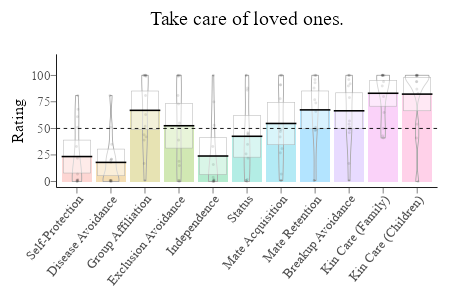 Take care of loved ones.
Rating
100
75
50
25
0
Self-Protection
Disease Avoidance
Group Affiliation
Exclusion Avoidance
Independence
Status
Mate Acquisition
Mate Retention
Breakup Avoidance
Kin Care (Family)
Kin Care (Children)